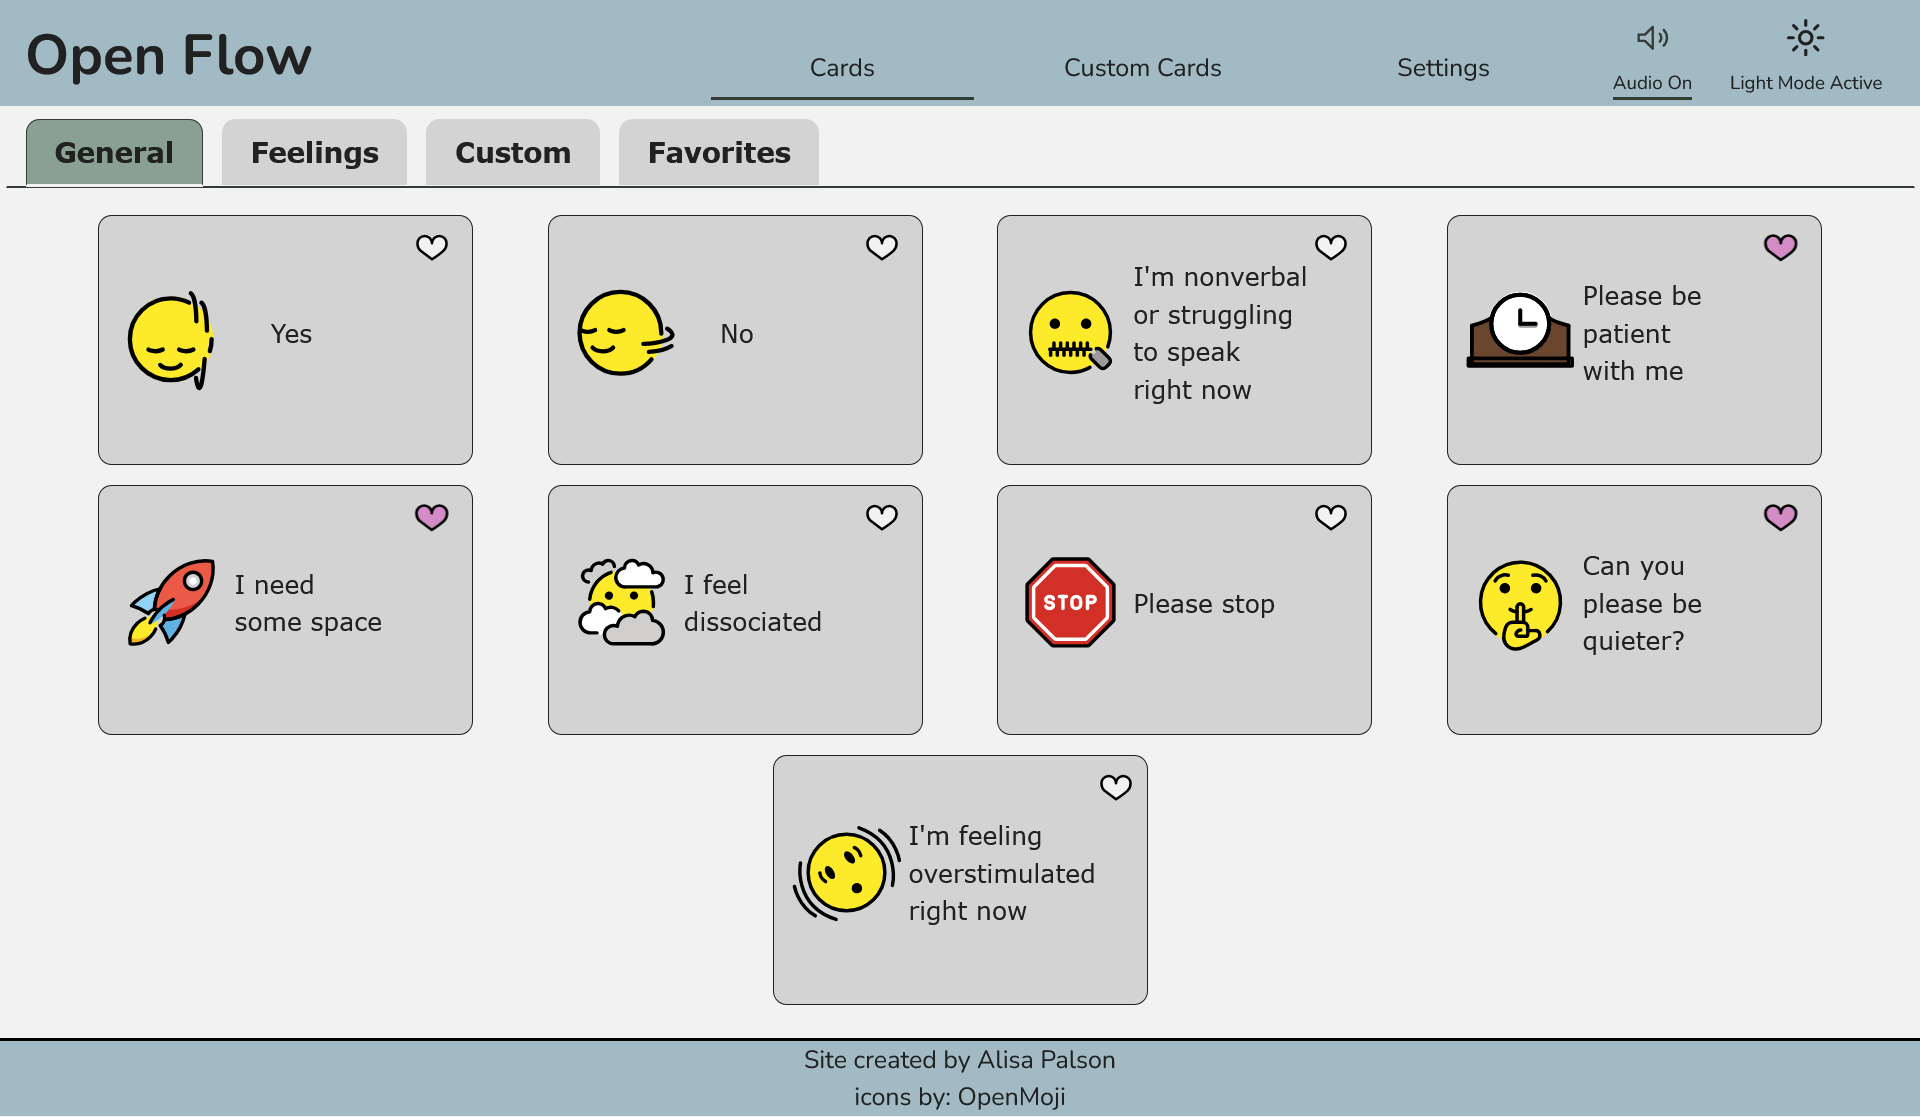 Open Flow
Cards
Custom Cards
Settings
Audio On
Light Mode Active
General
Feelings
Custom
Favorites
Yes
No
I'm nonverbal
or struggling
to speak
right now
Please be
patient
with me
I need
some space
I feel
dissociated
STOP
Please stop
Can you
please be
quieter?
I'm feeling
overstimulated
right now
Site created by Alisa Palson
icons by: OpenMoji